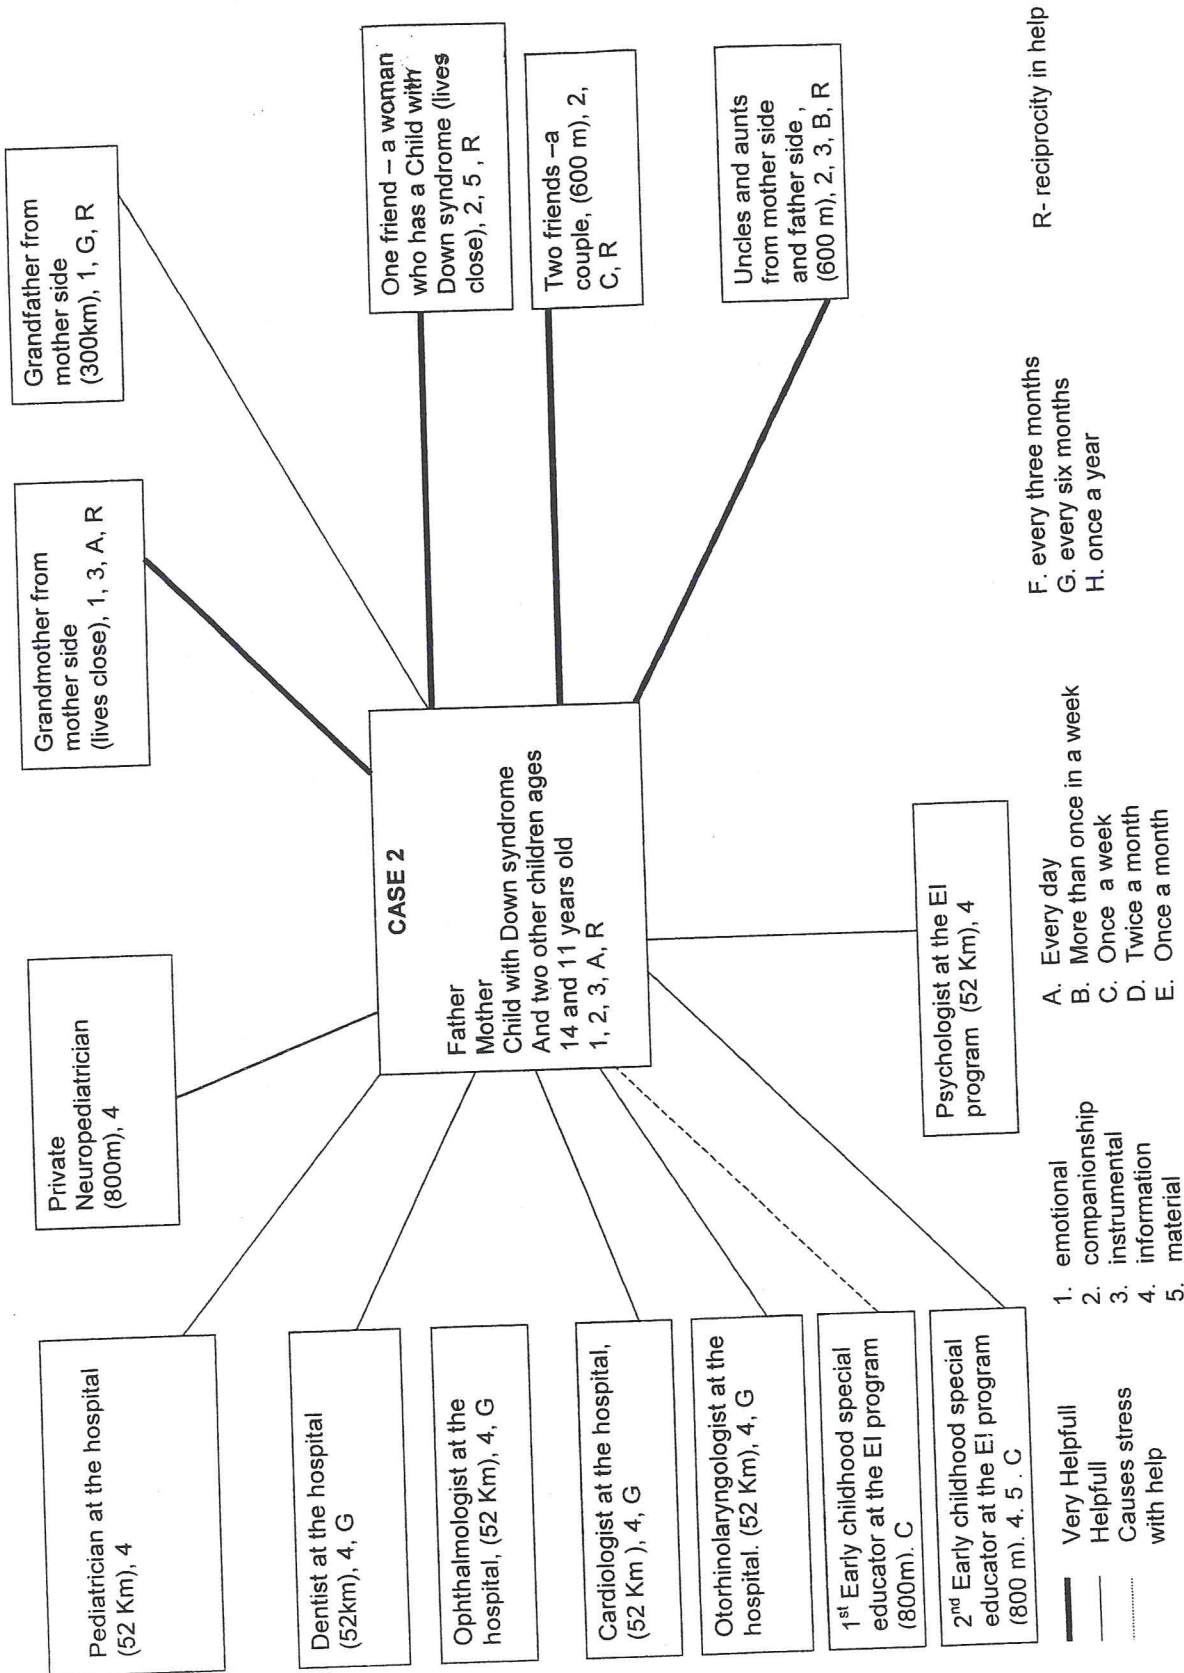 Pediatrician at the hospital
(52 Km), 4
Private
Neuropediatrician
(800m), 4
Grandmother from
mother side
(lives close), 1, 3, A, R
Grandfather from
mother side
(300km), 1, G, R
Dentist at the hospital
(52km), 4, G
Ophthalmologist at the
hospital, (52 Km), 4, G
Cardiologist at the hospital,
(52 Km ), 4, G
Otorhinolaryngologist at the
hospital. (52 Km), 4, G
1st Early childhood special
educator at the EI program
(800m). C
2nd Early childhood special
educator at the EI program
(800 m). 4. 5 . C
CASE 2
Father
Mother
Child with Down syndrome
And two other children ages
14 and 11 years old
1, 2, 3, A, R
One friend – a woman
who has a Child with
Down syndrome (lives
close), 2, 5 , R
Two friends –a
couple, (600 m), 2,
C, R
Uncles and aunts
from mother side
and father side ,
(600 m), 2, 3, B, R
Psychologist at the EI
program (52 Km), 4
Very Helpfull
Helpfull
Causes stress
with help
1. emotional
2. companionship
3. instrumental
4. information
5. material
A. Every day
B. More than once in a week
C. Once a week
D. Twice a month
E. Once a month
F. every three months
G. every six months
H. once a year
R- reciprocity in help